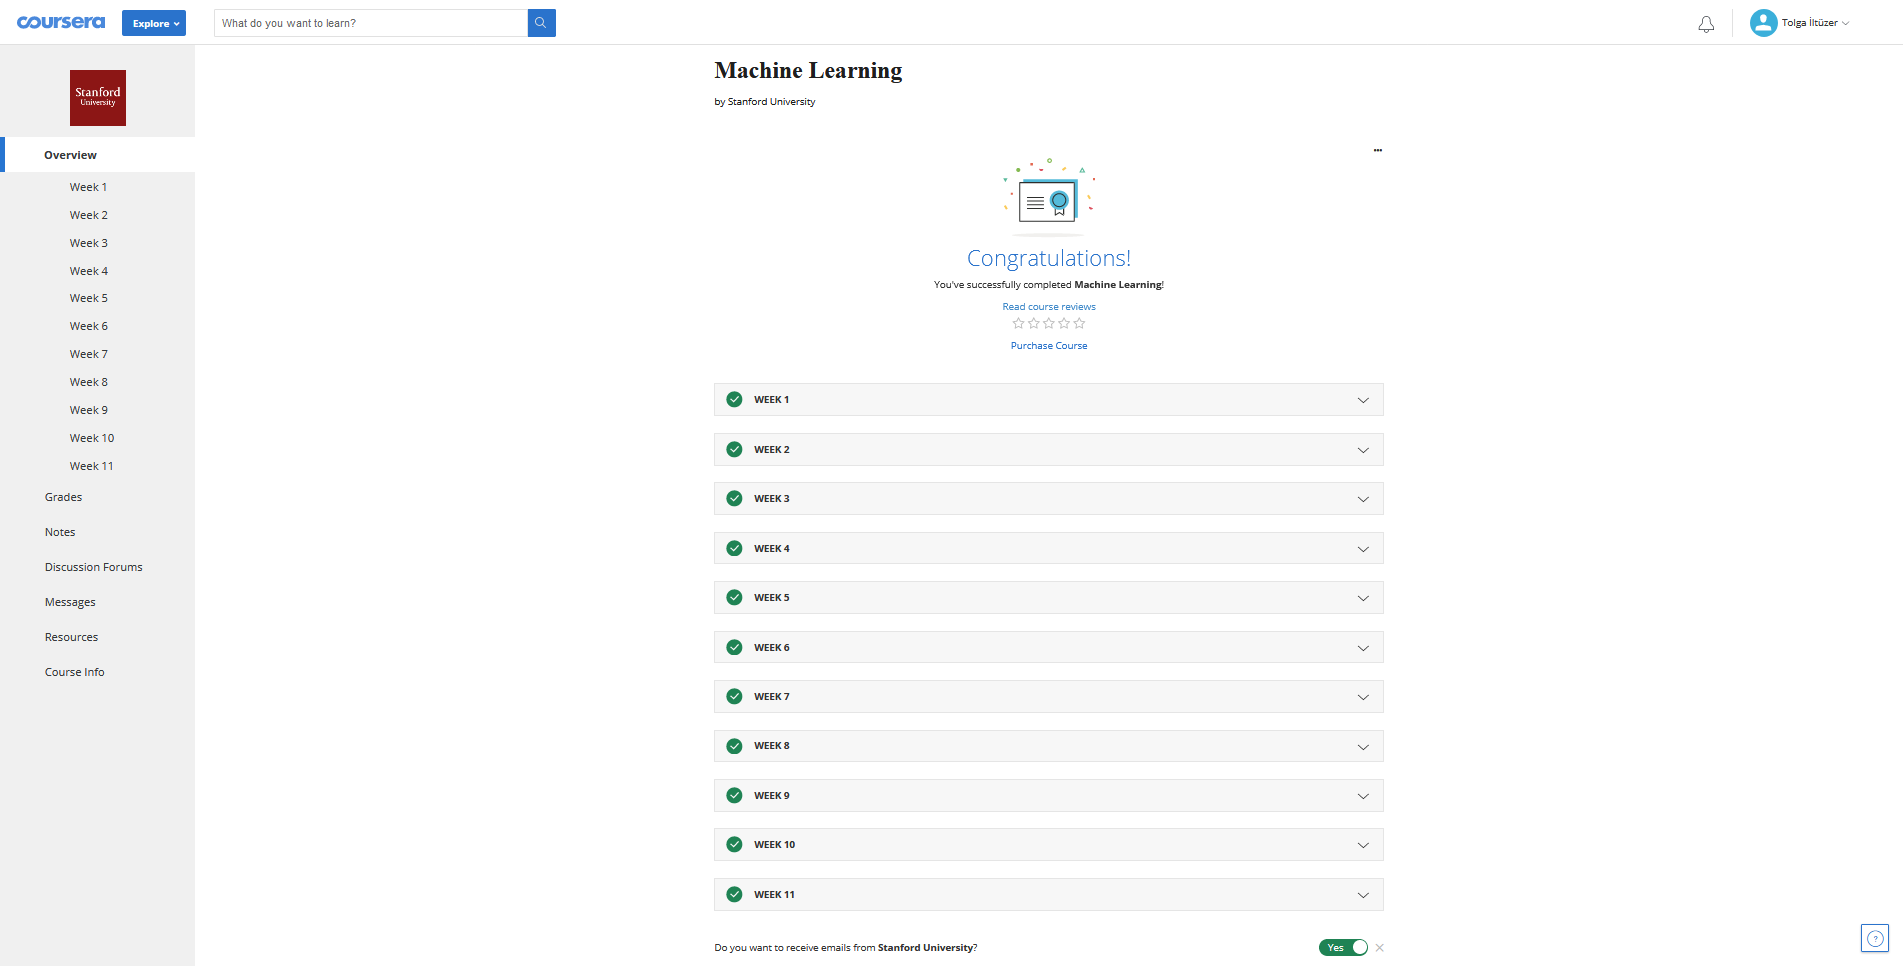 coursera
Explore
What do you want to learn?
Tolga İltüzer
Stanford
University
Overview
Week 1
Week 2
Week 3
Week 4
Week 5
Week 6
Week 7
Week 8
Week 9
Week 10
Week 11
Grades
Notes
Discussion Forums
Messages
Resources
Course Info
Machine Learning
by Stanford University
Congratulations!
You've successfully completed Machine Learning!
Read course reviews
Purchase Course
WEEK 1
WEEK 2
WEEK 3
WEEK 4
WEEK 5
WEEK 6
WEEK 7
WEEK 8
WEEK 9
WEEK 10
WEEK 11
Do you want to receive emails from Stanford University?
Yes
?